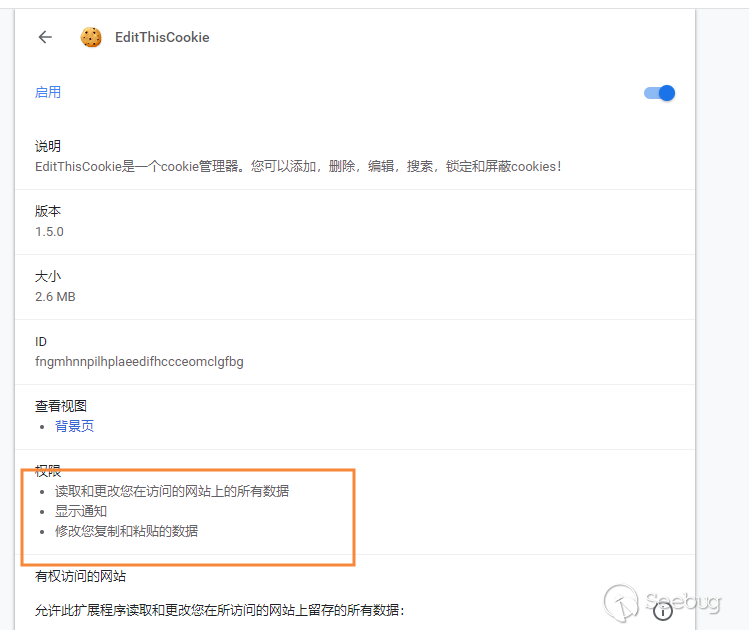 EditThisCookie
启用
说明
EditThisCookie是一个cookie管理器。您可以添加，删除，编辑，搜索，锁定和屏蔽cookies！
版本
1.5.0
大小
2.6 MB
ID
fngmhnnpilhplaeedifhccceomclgfbg
查看视图
背景页
权限
读取和更改您在访问的网站上的所有数据
显示通知
修改您复制和粘贴的数据
有权访问的网站
允许此扩展程序读取和更改您在所访问的网站上留存的所有数据：
Seebug